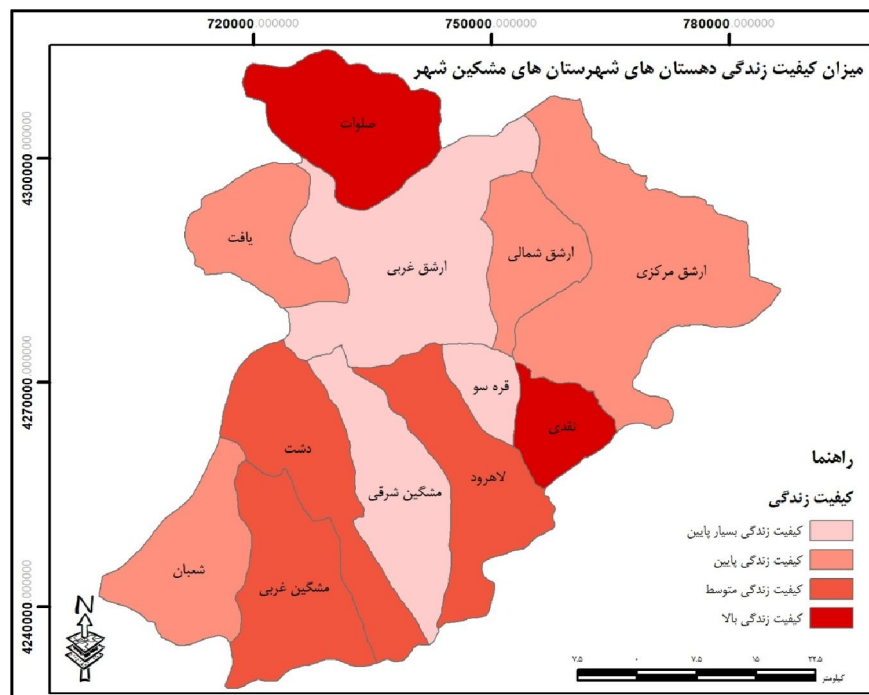 720000.000000 750000.000000 780000.000000
میزان کیفیت زندگی دهستان های شهرستان های مشکین شهر
4300000.000000
4270000.000000
4240000.000000
صلوات
یافت
ارشق غربی
ارشق شمالی
ارشق مرکزی
قره سو
نقدی
دشت
مشگین شرقی
لاهرود
شعبان
مشگین غربی
راهنما
کیفیت زندگی
کیفیت زندگی بسیار پایین
کیفیت زندگی پایین
کیفیت زندگی متوسط
کیفیت زندگی بالا
N
۷.۵ ۰ ۷.۵ ۱۵ ۲۲.۵
کیلومتر